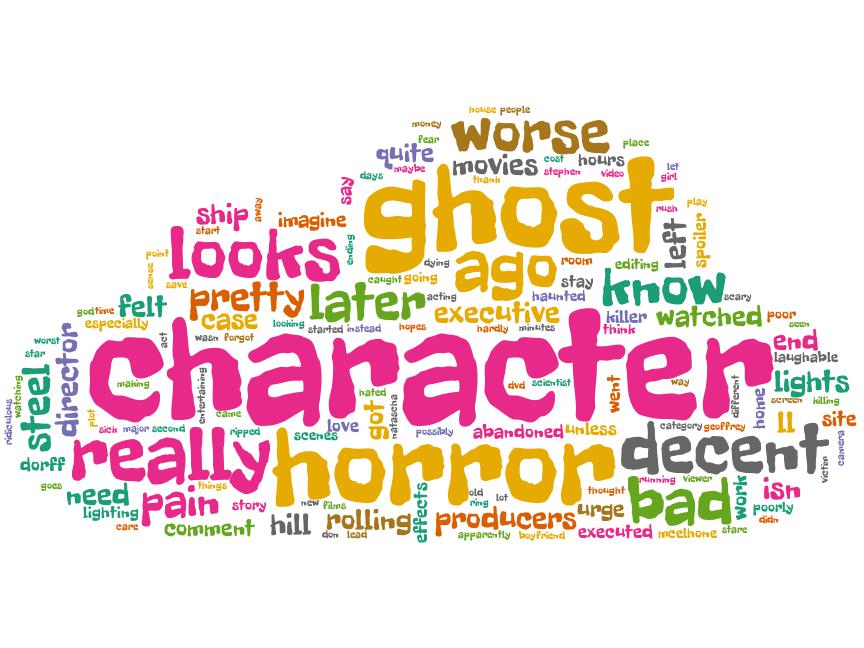 house people
money
worse
fear
place
quite
movies
cost
hours
let
maybe
stephen
video
girl
days
thank
say
ghost
rush
play
ship
away
imagine
start
left
spoiler
looks
ending
point
sense
save
dying
ago
room
editing
caught
going
stay
know
scary
godtime
felt
pretty
later
acting
haunted
especially
case
executive
killer
watched
poor
seen
looking
started
instead
hopes
hardly
minutes
think
worst
star
director
act
wasn
forgot
end
laughable
character
steel
watching
ridiculous
making
entertaining
came
hated
got
natascha
dvd
scientist
went
way
different
home
lights
screen
killing
plot
sick
major
second
ripped
scenes
love
possibly
abandoned
unless
category
geoffrey
ll
site
camera
dorff
really
horror
decent
victim
goes
need
things
running
viewer
lighting
pain
story
new
films
effects
old
ring
lot
thought
bad
work
isn
care
comment
hill
don
lead
rolling
producers
urge
poorly
didn
apparently
boyfriend
executed
mcelhone
stare